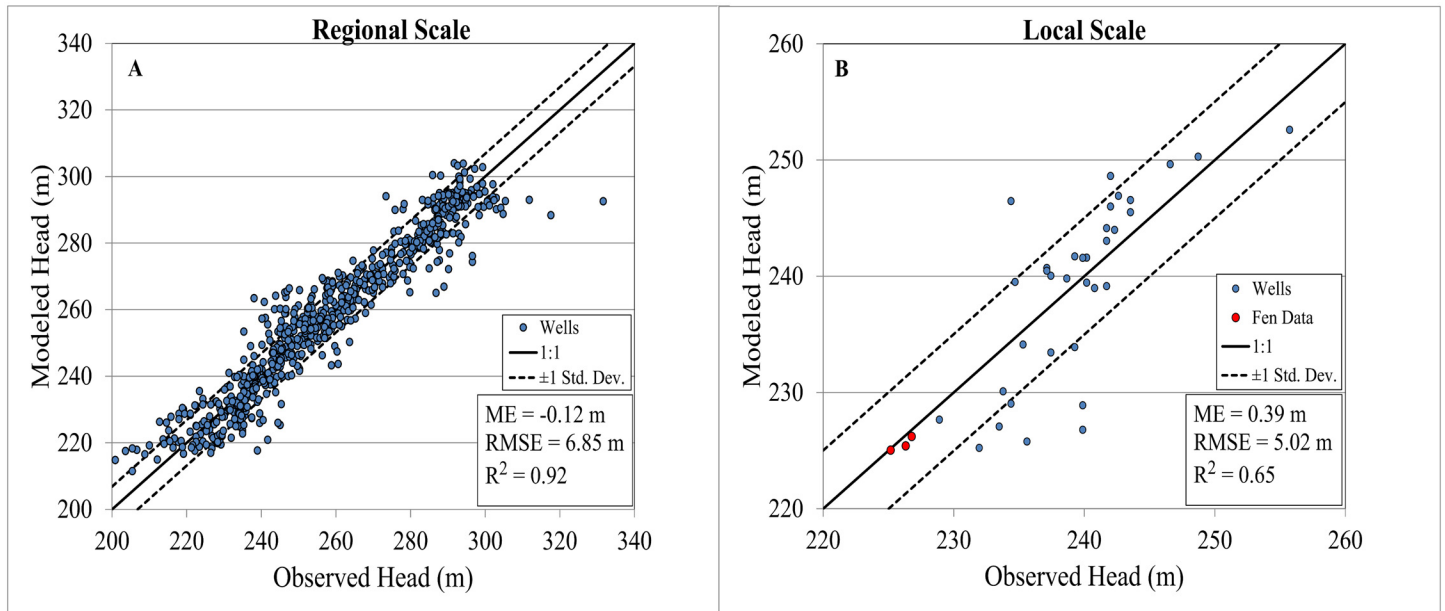 Regional Scale
A
Modeled Head (m)
340
320
300
280
260
240
220
200
200 220 240 260 280 300 320 340
Observed Head (m)
Wells
1:1
±1 Std. Dev.
ME = -0.12 m
RMSE = 6.85 m
R² = 0.92
Local Scale
B
Modeled Head (m)
260
250
240
230
220
220 230 240 250 260
Observed Head (m)
Wells
Fen Data
1:1
±1 Std. Dev.
ME = 0.39 m
RMSE = 5.02 m
R² = 0.65